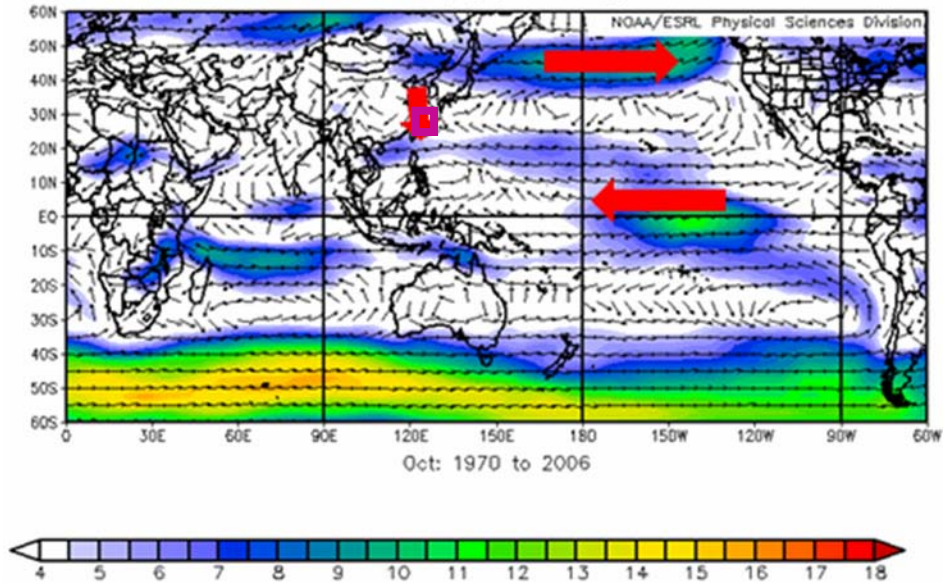 NOAA/ESRL Physical Sciences Division
60N
50N
40N
30N
20N
10N
EQ
10S
20S
30S
40S
50S
60S
0 30E 60E 90E 120E 150E 180 150W 120W 90W 60W
Oct: 1970 to 2006
4 5 6 7 8 9 10 11 12 13 14 15 16 17 18